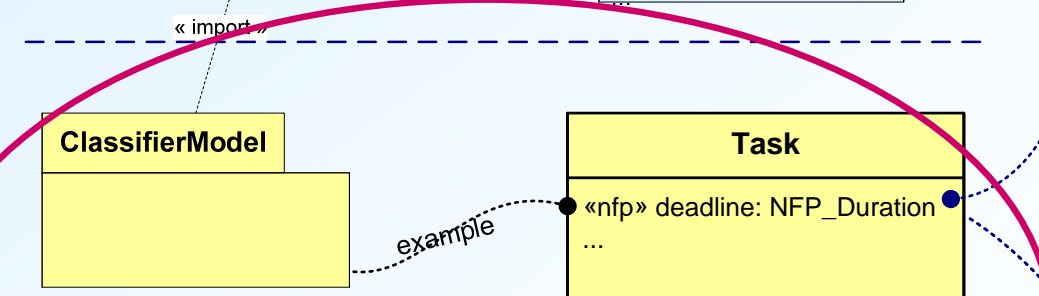 ...
« import »
ClassifierModel
Task
«nfp» deadline: NFP_Duration
...
example